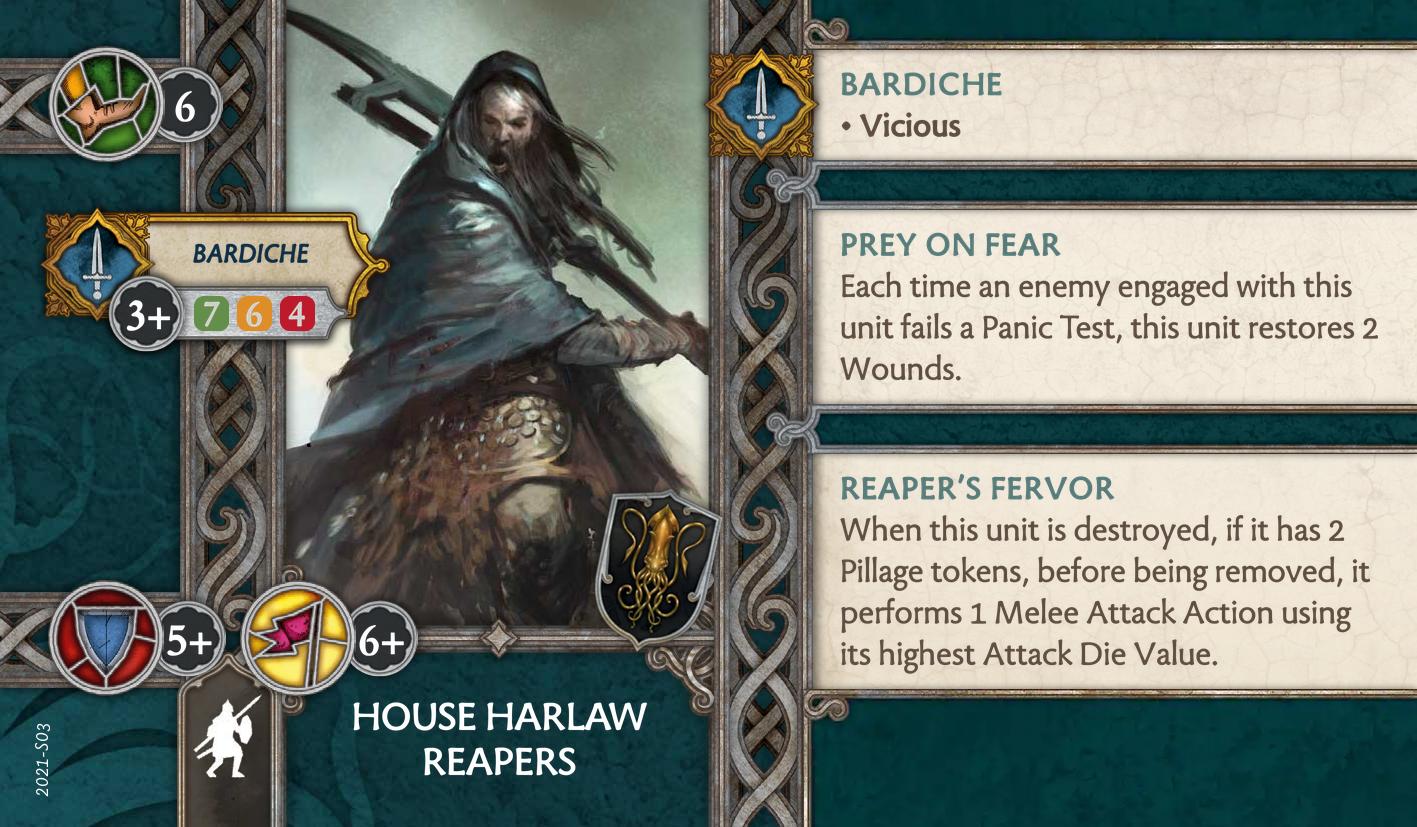 6
BARDICHE
3+ 7 6 4
5+ 6+
HOUSE HARLAW
REAPERS
2021-S03
BARDICHE
• Vicious
PREY ON FEAR
Each time an enemy engaged with this
unit fails a Panic Test, this unit restores 2
Wounds.
REAPER'S FERVOR
When this unit is destroyed, if it has 2
Pillage tokens, before being removed, it
performs 1 Melee Attack Action using
its highest Attack Die Value.